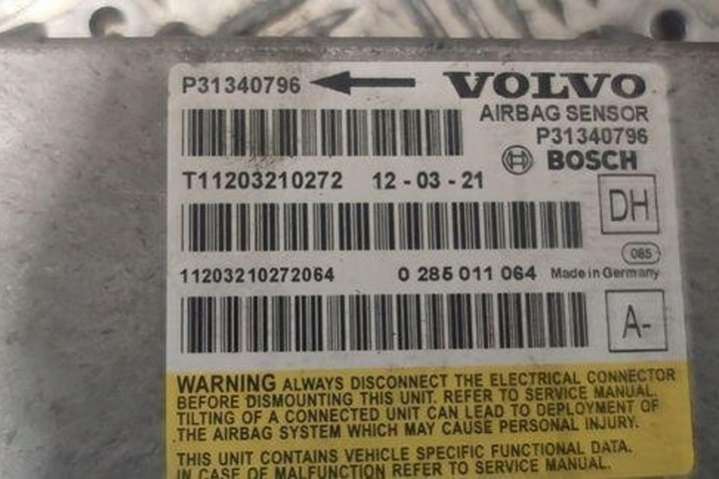 P31340796 VOLVO
AIRBAG SENSOR
P31340796
BOSCH
T11203210272 12-03-21
DH
085
11203210272064 0 285 011 064 Made in Germany
A-
WARNING ALWAYS DISCONNECT THE ELECTRICAL CONNECTOR
BEFORE DISMOUNTING THIS UNIT. REFER TO SERVICE MANUAL.
TILTING OF A CONNECTED UNIT CAN LEAD TO DEPLOYMENT OF
THE AIRBAG SYSTEM WHICH MAY CAUSE PERSONAL INJURY.
THIS UNIT CONTAINS VEHICLE SPECIFIC FUNCTIONAL DATA.
IN CASE OF MALFUNCTION REFER TO SERVICE MANUAL.